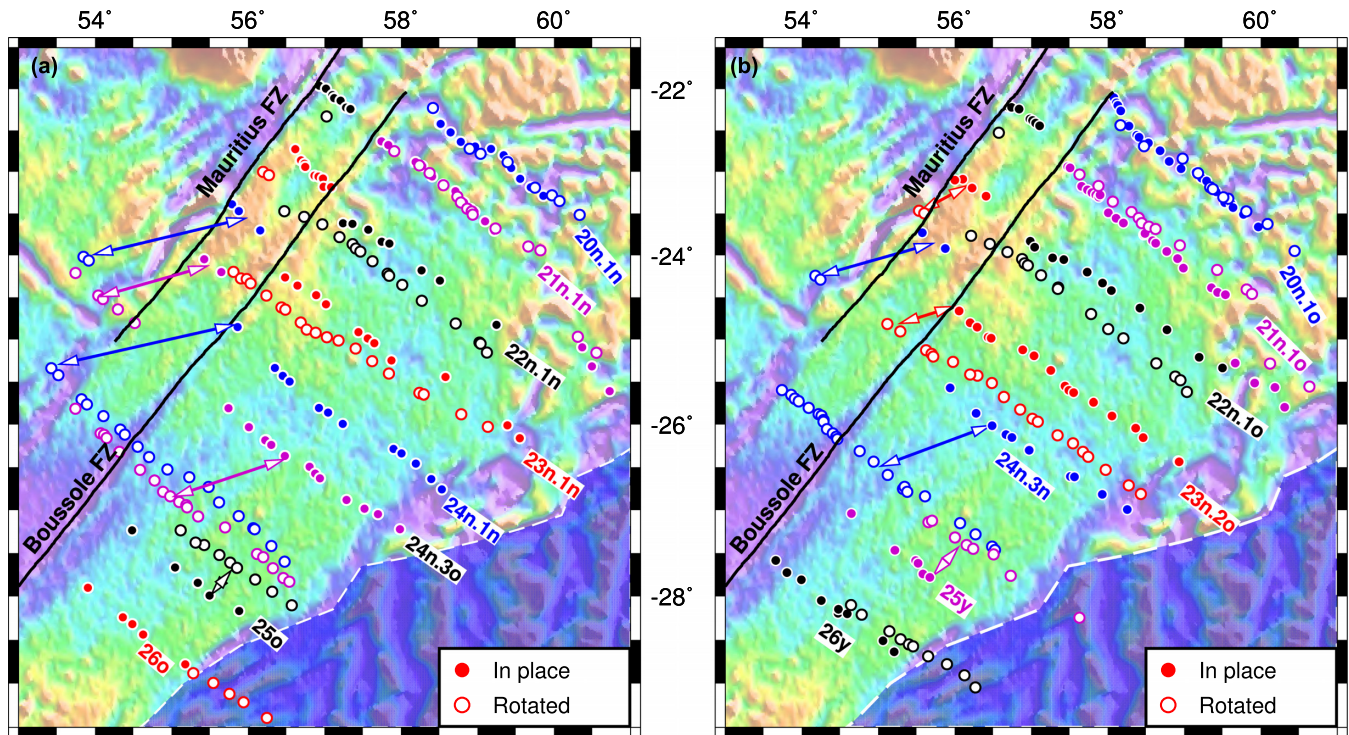 54° 56° 58° 60° 54° 56° 58° 60°
(a) (b)
-22°
-24°
-26°
-28°
Mauritius FZ
Boussole FZ
20n.1n
21n.1n
22n.1n
23n.1n
24n.1n
24n.3o
25o
26o
In place
Rotated
Mauritius FZ
Boussole FZ
20n.1o
21n.1o
22n.1o
23n.2o
24n.3n
25y
26y
In place
Rotated